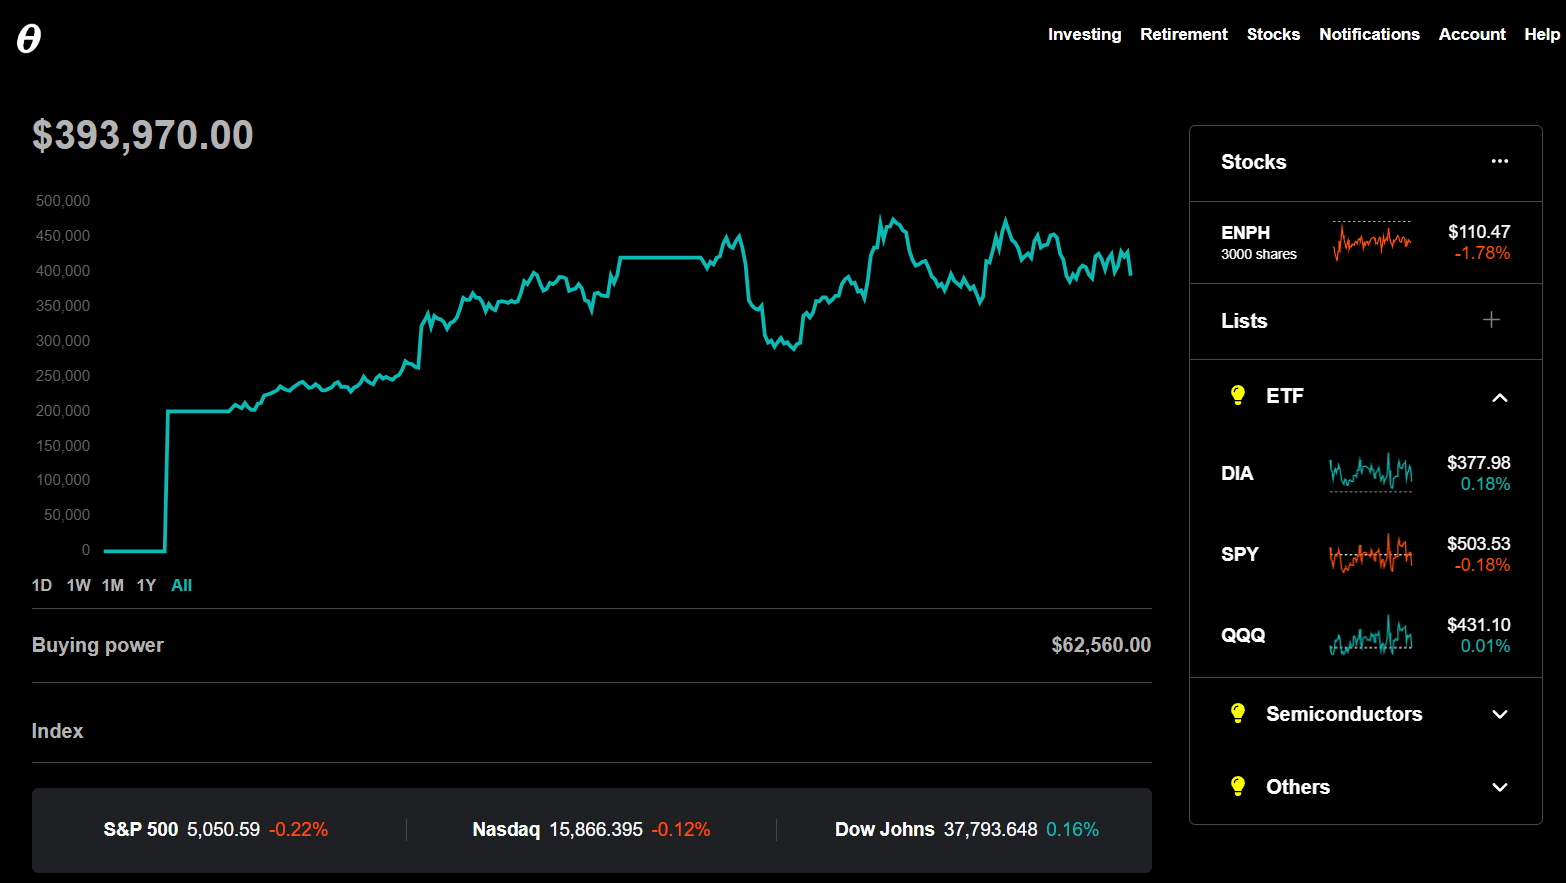 θ
Investing Retirement Stocks Notifications Account Help
$393,970.00
500,000
450,000
400,000
350,000
300,000
250,000
200,000
150,000
100,000
50,000
0
1D 1W 1M 1Y All
Buying power $62,560.00
Index
S&P 500 5,050.59 -0.22% Nasdaq 15,866.395 -0.12% Dow Johns 37,793.648 0.16%
Stocks
ENPH $110.47
3000 shares -1.78%
Lists
ETF
DIA $377.98
0.18%
SPY $503.53
-0.18%
QQQ $431.10
0.01%
Semiconductors
Others